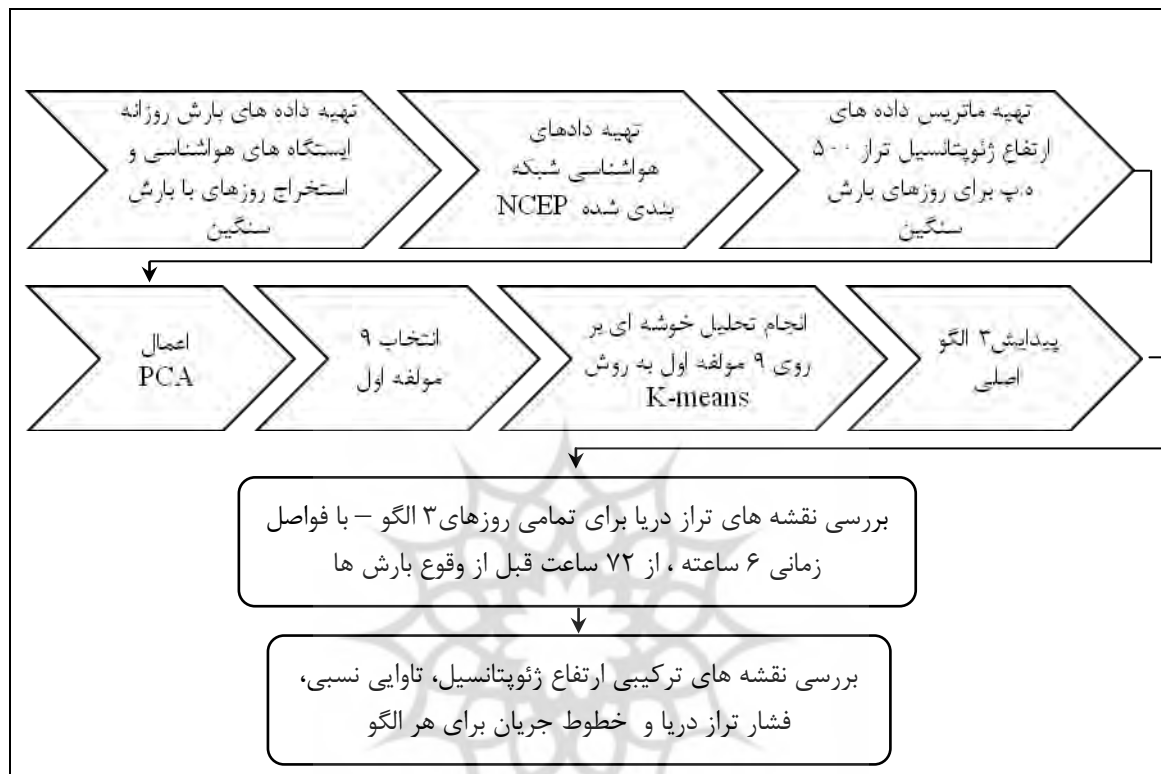 تهیه داده های بارش روزانه
ایستگاه های هواشناسی و
استخراج روزهای با بارش
سنگین
تهیه دادهای
هواشناسی شبکه
بندی شده NCEP
تهیه ماتریس داده های
ارتفاع ژئوپتانسیل تراز ۵۰۰
ه.پ برای روزهای بارش
سنگین
اعمال
PCA
انتخاب ۹
مولفه اول
انجام تحلیل خوشه ای بر
روی ۹ مولفه اول به روش
K-means
پیدایش۳ الگو
اصلی
بررسی نقشه های تراز دریا برای تمامی روزهای۳ الگو – با فواصل
زمانی ۶ ساعته ، از ۷۲ ساعت قبل از وقوع بارش ها
بررسی نقشه های ترکیبی ارتفاع ژئوپتانسیل، تاوایی نسبی،
فشار تراز دریا و خطوط جریان برای هر الگو